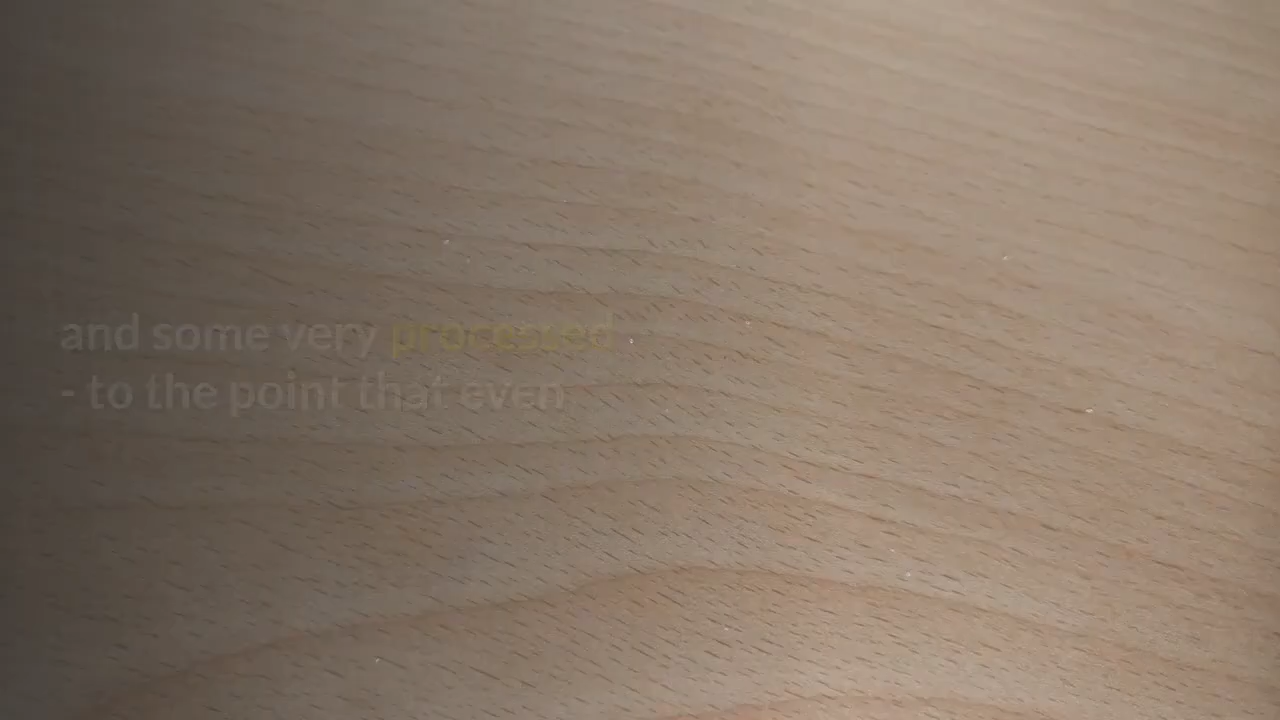 and some very processed
- to the point that even